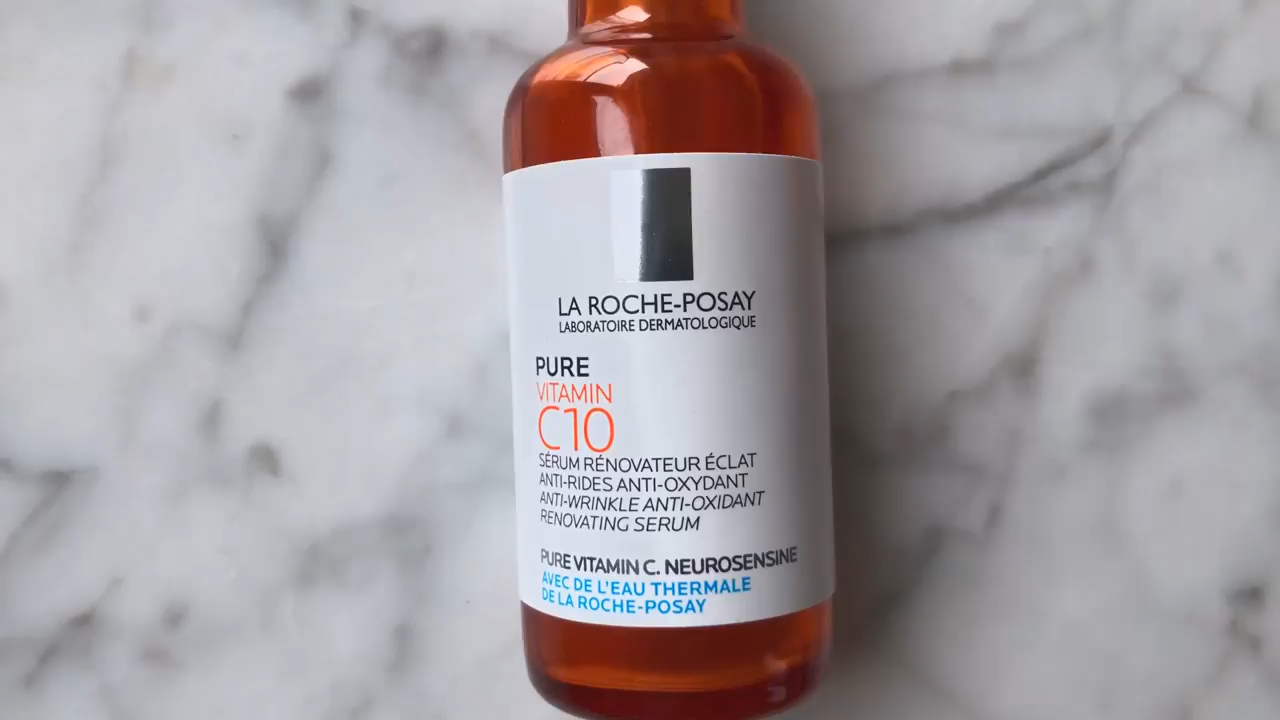 LA ROCHE-POSAY
LABORATOIRE DERMATOLOGIQUE
PURE
VITAMIN
C10
SÉRUM RÉNOVATEUR ÉCLAT
ANTI-RIDES ANTI-OXYDANT
ANTI-WRINKLE ANTI-OXIDANT
RENOVATING SERUM
PURE VITAMIN C. NEUROSENSINE
AVEC DE L'EAU THERMALE
DE LA ROCHE-POSAY